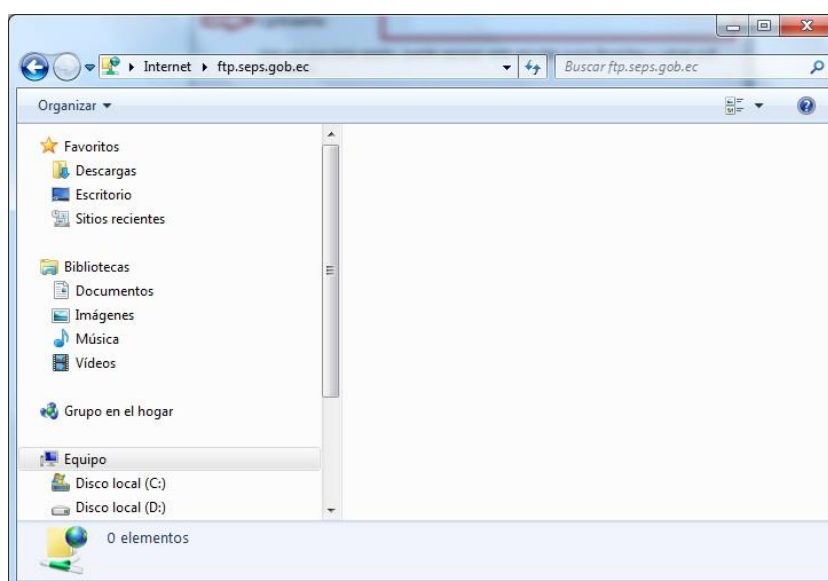 Internet ▸ ftp.seps.gob.ec
Buscar ftp.seps.gob.ec
Organizar
Favoritos
Descargas
Escritorio
Sitios recientes
Bibliotecas
Documentos
Imágenes
Música
Vídeos
Grupo en el hogar
Equipo
Disco local (C:)
Disco local (D:)
0 elementos